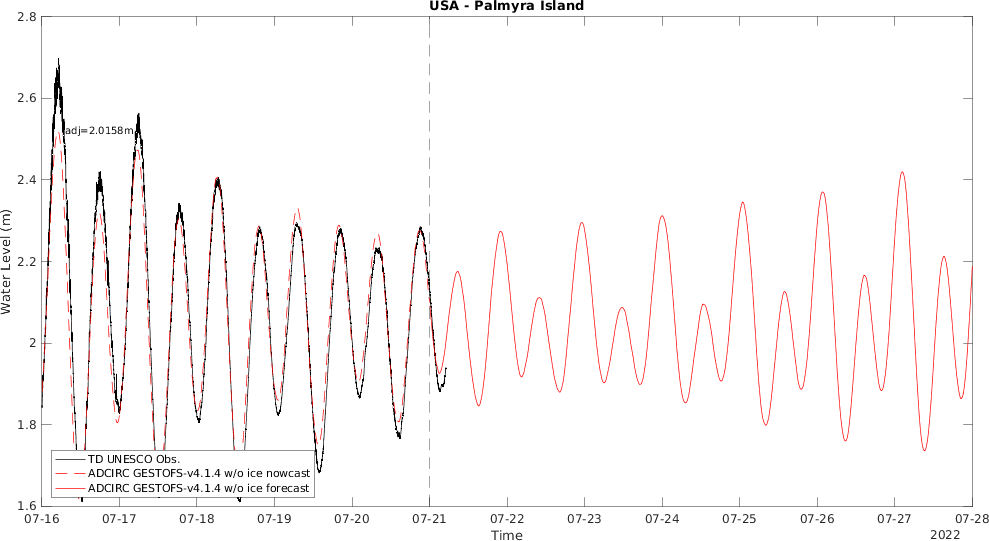 USA - Palmyra Island
2.8
2.6
2.4
2.2
2
1.8
1.6
Water Level (m)
adj=2.0158m
TD UNESCO Obs.
ADCIRC GESTOFS-v4.1.4 w/o ice nowcast
ADCIRC GESTOFS-v4.1.4 w/o ice forecast
07-16 07-17 07-18 07-19 07-20 07-21 07-22 07-23 07-24 07-25 07-26 07-27 07-28
Time
2022